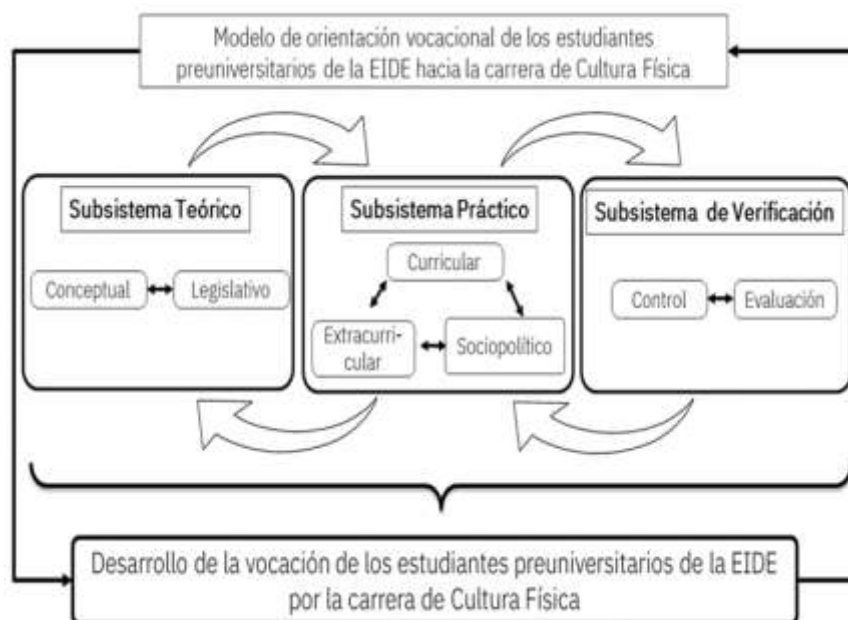 Modelo de orientación vocacional de los estudiantes
preuniversitarios de la EIDE hacia la carrera de Cultura Física
Subsistema Teórico
Conceptual
Legislativo
Subsistema Práctico
Curricular
Extracurri-
cular
Sociopolítico
Subsistema de Verificación
Control
Evaluación
Desarrollo de la vocación de los estudiantes preuniversitarios de la EIDE
por la carrera de Cultura Física